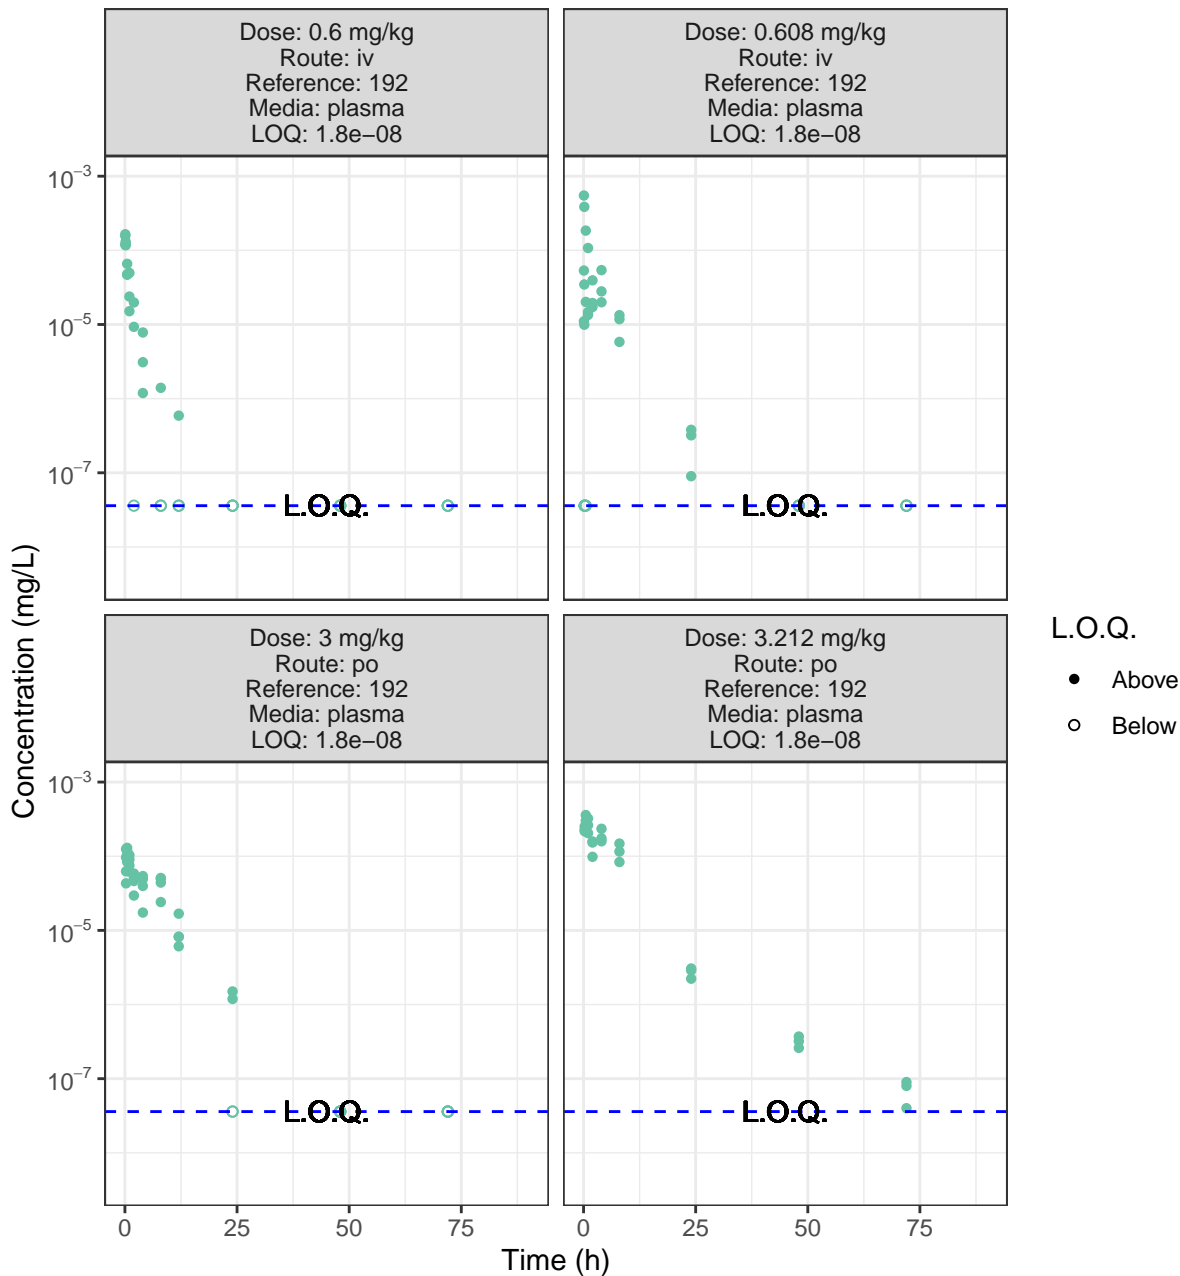 Dose: 0.6 mg/kg
Route: iv
Reference: 192
Media: plasma
LOQ: 1.8e−08
Dose: 0.608 mg/kg
Route: iv
Reference: 192
Media: plasma
LOQ: 1.8e−08
10−3
10−5
10−7
L.O.Q.
L.O.Q.
Concentration (mg/L)
Dose: 3 mg/kg
Route: po
Reference: 192
Media: plasma
LOQ: 1.8e−08
Dose: 3.212 mg/kg
Route: po
Reference: 192
Media: plasma
LOQ: 1.8e−08
10−3
10−5
10−7
L.O.Q.
L.O.Q.
0 25 50 75
0 25 50 75
Time (h)
L.O.Q.
Above
Below